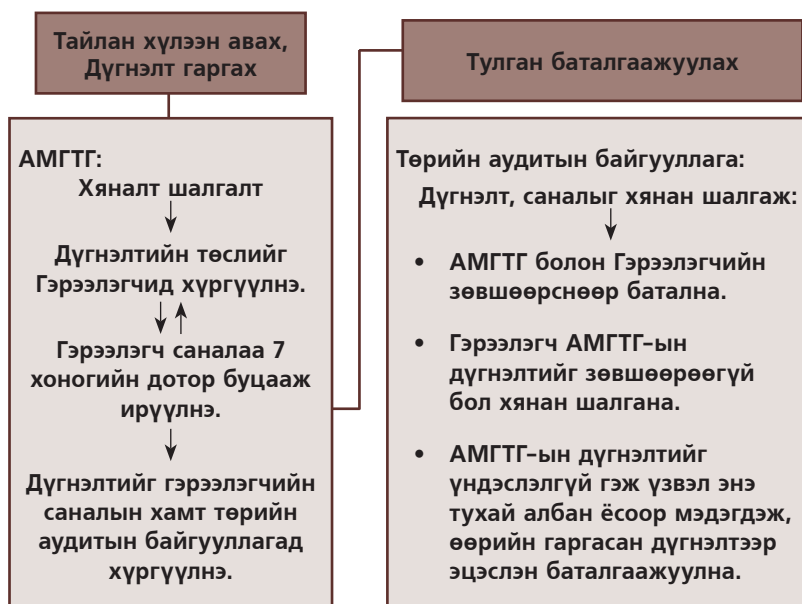 Тайлан хүлээн авах,
Дүгнэлт гаргах
АМГТГ:
Хяналт шалгалт
Дүгнэлтийн төслийг
Гэрээлэгчид хүргүүлнэ.
Гэрээлэгч саналаа 7
хоногийн дотор буцааж
ирүүлнэ.
Дүгнэлтийг гэрээлэгчийн
саналын хамт төрийн
аудитын байгууллагад
хүргүүлнэ.
Тулган баталгаажуулах
Төрийн аудитын байгууллага:
Дүгнэлт, саналыг хянан шалгаж:
• АМГТГ болон Гэрээлэгчийн
зөвшөөрснөөр батална.
• Гэрээлэгч АМГТГ-ын
дүгнэлтийг зөвшөөрөөгүй
бол хянан шалгана.
• АМГТГ-ын дүгнэлтийг
үндэслэлгүй гэж үзвэл энэ
тухай албан ёсоор мэдэгдэж,
өөрийн гаргасан дүгнэлтээр
эцэслэн баталгаажуулна.